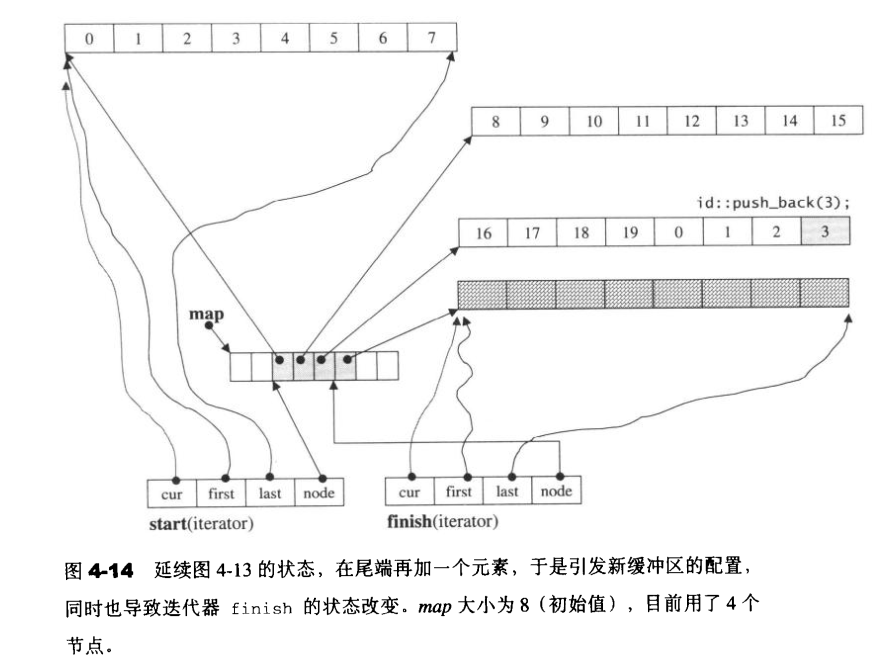 0 1 2 3 4 5 6 7
8 9 10 11 12 13 14 15
id::push_back(3);
16 17 18 19 0 1 2 3
map
cur first last node
start(iterator)
cur first last node
finish(iterator)
图 4-14 延续图 4-13 的状态，在尾端再加一个元素，于是引发新缓冲区的配置，
同时也导致迭代器 finish 的状态改变。map 大小为 8（初始值），目前用了 4 个
节点。